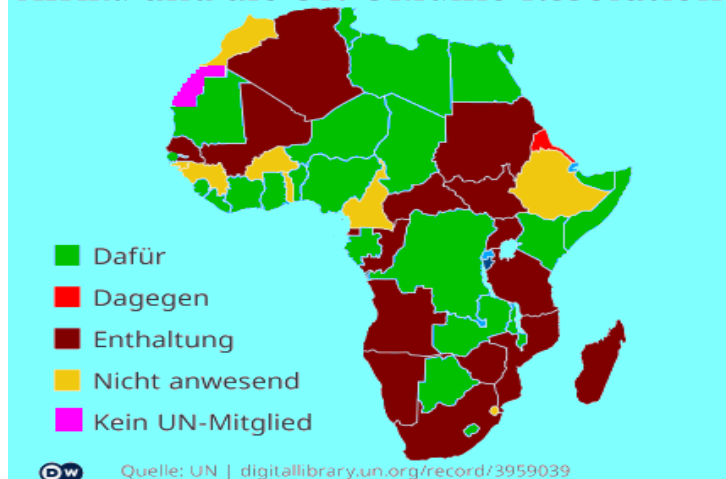 Dafür
Dagegen
Enthaltung
Nicht anwesend
Kein UN-Mitglied
DW
Quelle: UN | digitallibrary.un.org/record/3959039